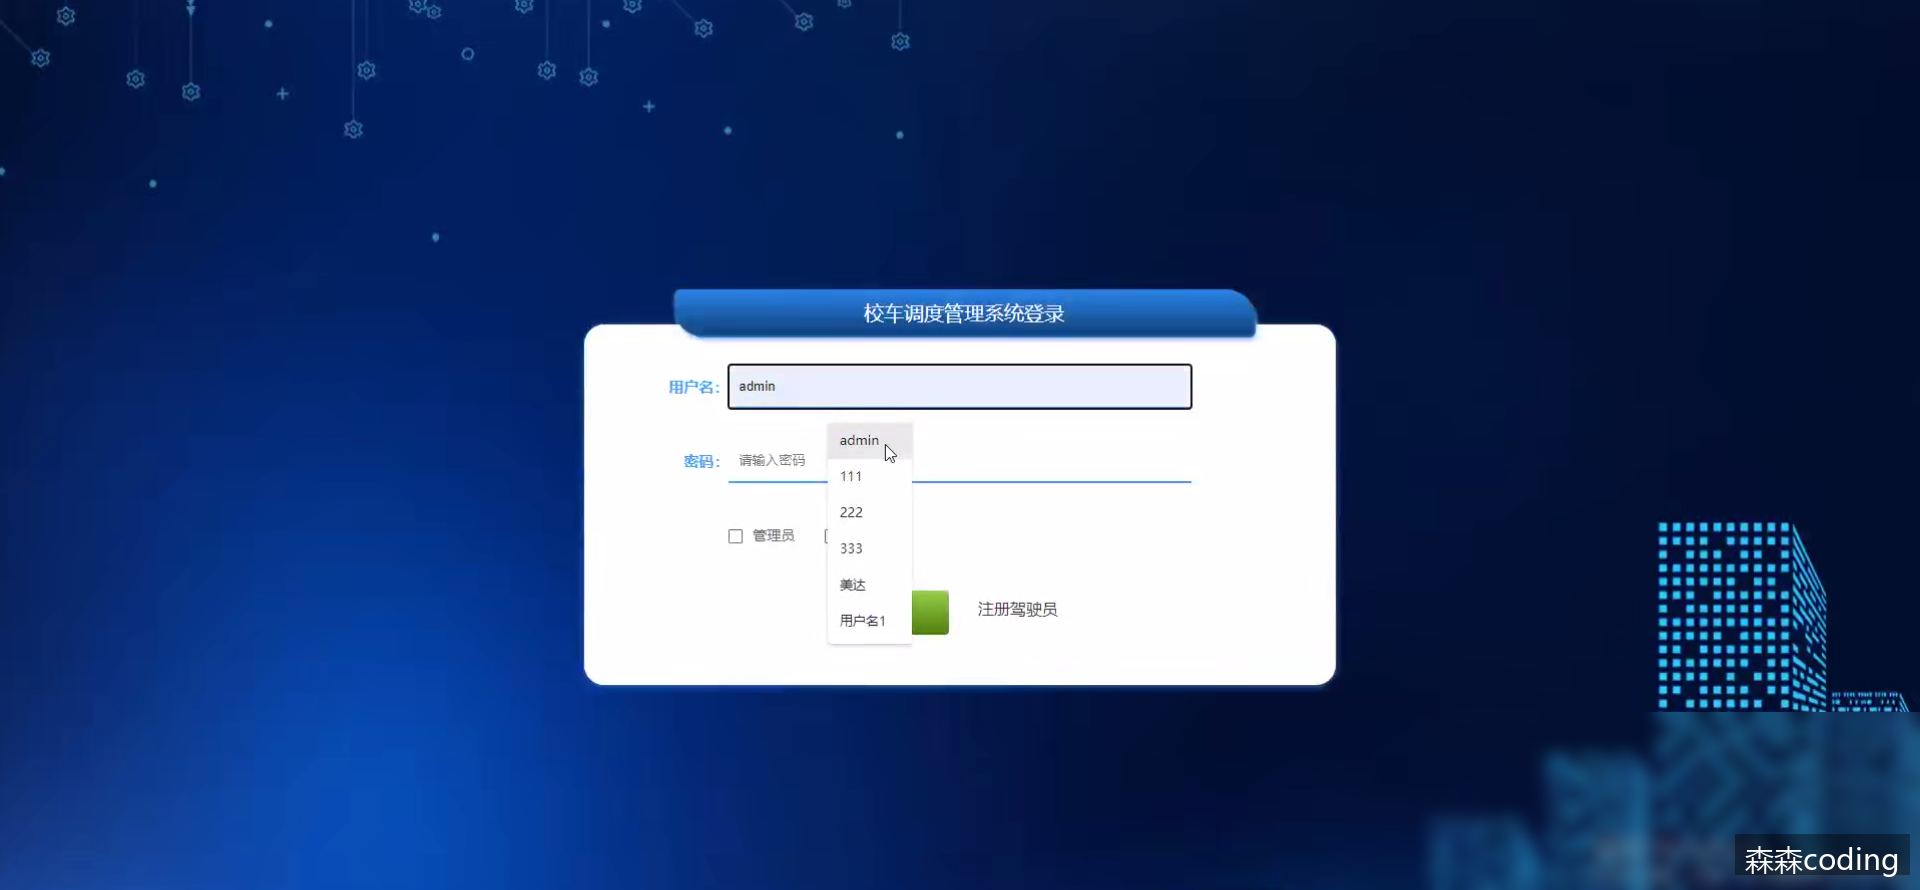 校车调度管理系统登录
用户名：
admin
密码：
请输入密码
admin
111
222
333
美达
用户名1
管理员
注册驾驶员
森森coding